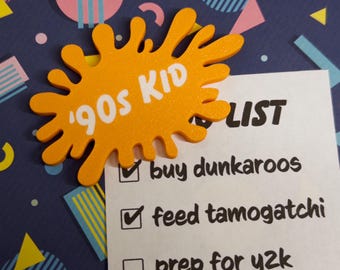 '90s KID
LIST
buy dunkaroos
feed tamogatchi
prep for y2k